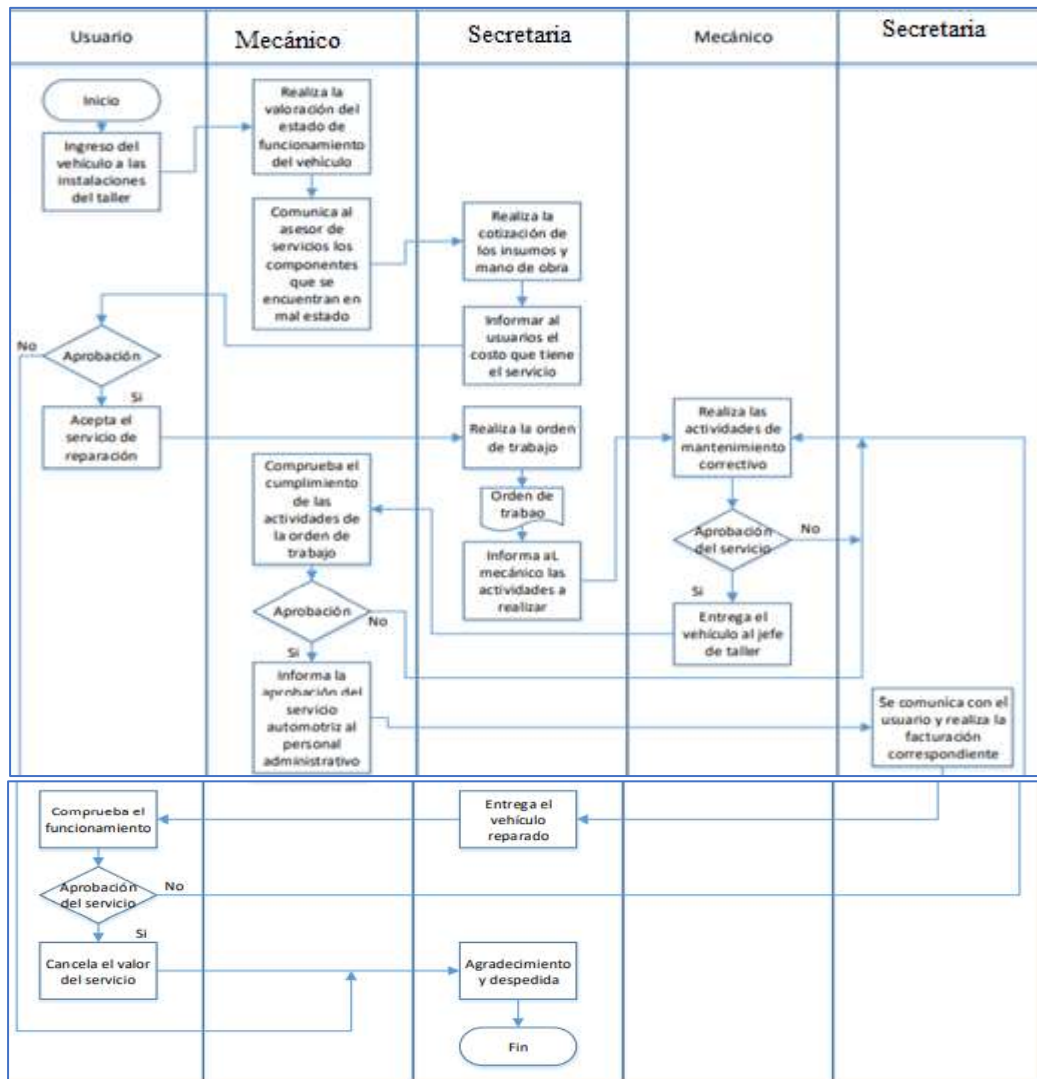 Usuario
Mecánico
Secretaria
Mecánico
Secretaria
Inicio
Ingreso del
vehículo a las
instalaciones
del taller
Realiza la
valoración del
estado de
funcionamiento
del vehículo
Comunica al
asesor de
servicios los
componentes
que se
encuentran en
mal estado
Realiza la
cotización de
los insumos y
mano de obra
Informar al
usuarios el
costo que tiene
el servicio
No
Aprobación
Si
Acepta el
servicio de
reparación
Realiza la orden
de trabajo
Orden de
trabao
Informa aL
mecánico las
actividades a
realizar
Realiza las
actividades de
mantenimiento
correctivo
Aprobación
del servicio
No
Si
Entrega el
vehículo al jefe
de taller
Comprueba el
cumplimiento
de las
actividades de
la orden de
trabajo
Aprobación
No
Si
Informa la
aprobación del
servicio
automotriz al
personal
administrativo
Se comunica con el
usuario y realiza la
facturación
correspondiente
Entrega el
vehículo
reparado
Comprueba el
funcionamiento
Aprobación
del servicio
No
Si
Cancela el valor
del servicio
Agradecimiento
y despedida
Fin